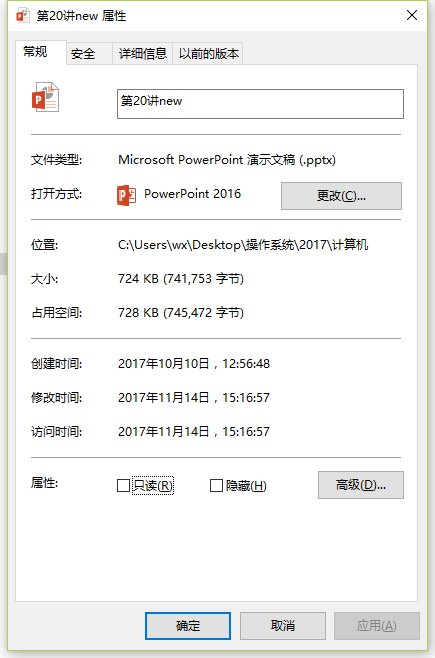 第20讲new 属性
常规 安全 详细信息 以前的版本
第20讲new
文件类型: Microsoft PowerPoint 演示文稿 (.pptx)
打开方式: PowerPoint 2016 更改(C)...
位置: C:\Users\wx\Desktop\操作系统\2017\计算机
大小: 724 KB (741,753 字节)
占用空间: 728 KB (745,472 字节)
创建时间: 2017年10月10日，12:56:48
修改时间: 2017年11月14日，15:16:57
访问时间: 2017年11月14日，15:16:57
属性: 只读(R) 隐藏(H) 高级(D)...
确定 取消 应用(A)